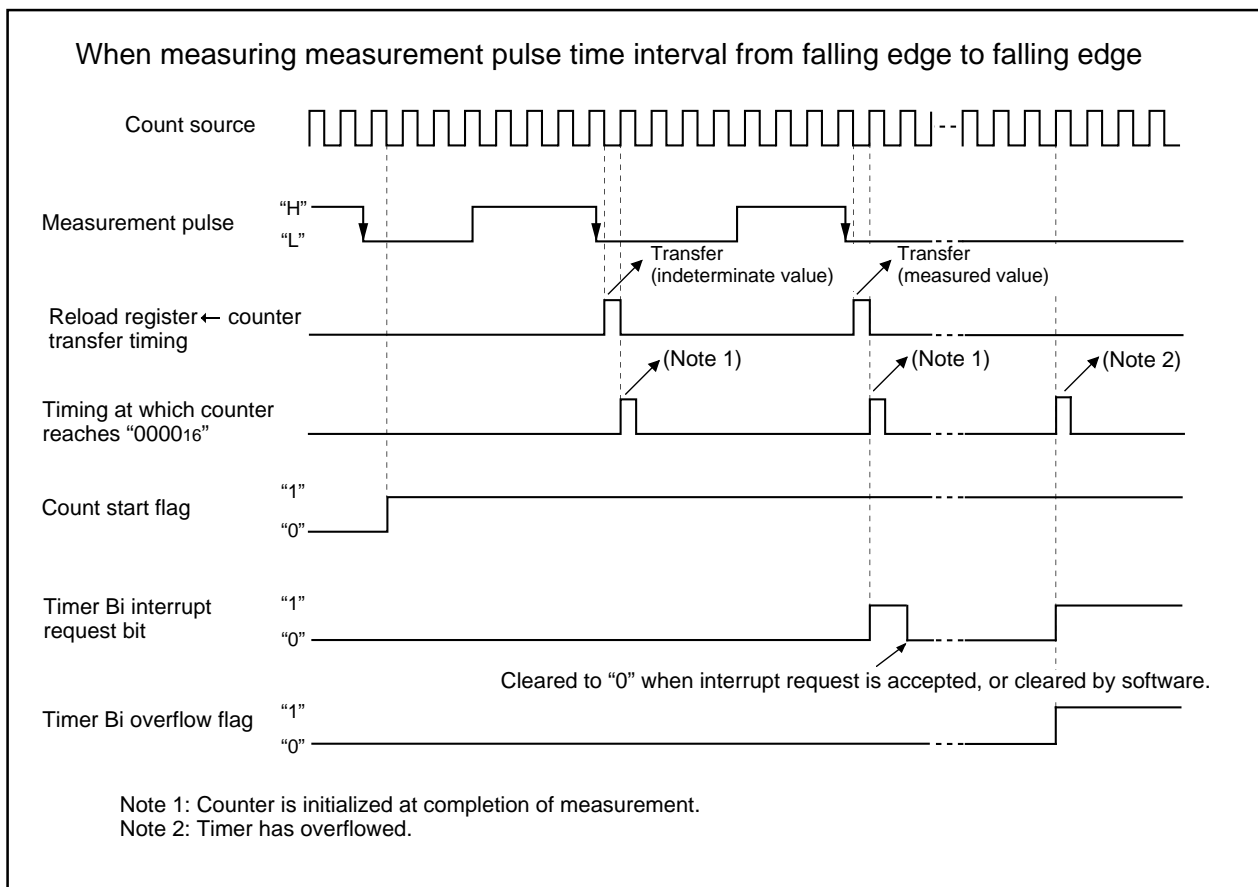 When measuring measurement pulse time interval from falling edge to falling edge
Count source
Measurement pulse
“H”
“L”
Transfer
(indeterminate value)
Transfer
(measured value)
Reload register ← counter
transfer timing
(Note 1)
(Note 1)
(Note 2)
Timing at which counter
reaches “000016”
Count start flag
“1”
“0”
Timer Bi interrupt
request bit
“1”
“0”
Cleared to “0” when interrupt request is accepted, or cleared by software.
Timer Bi overflow flag
“1”
“0”
Note 1: Counter is initialized at completion of measurement.
Note 2: Timer has overflowed.